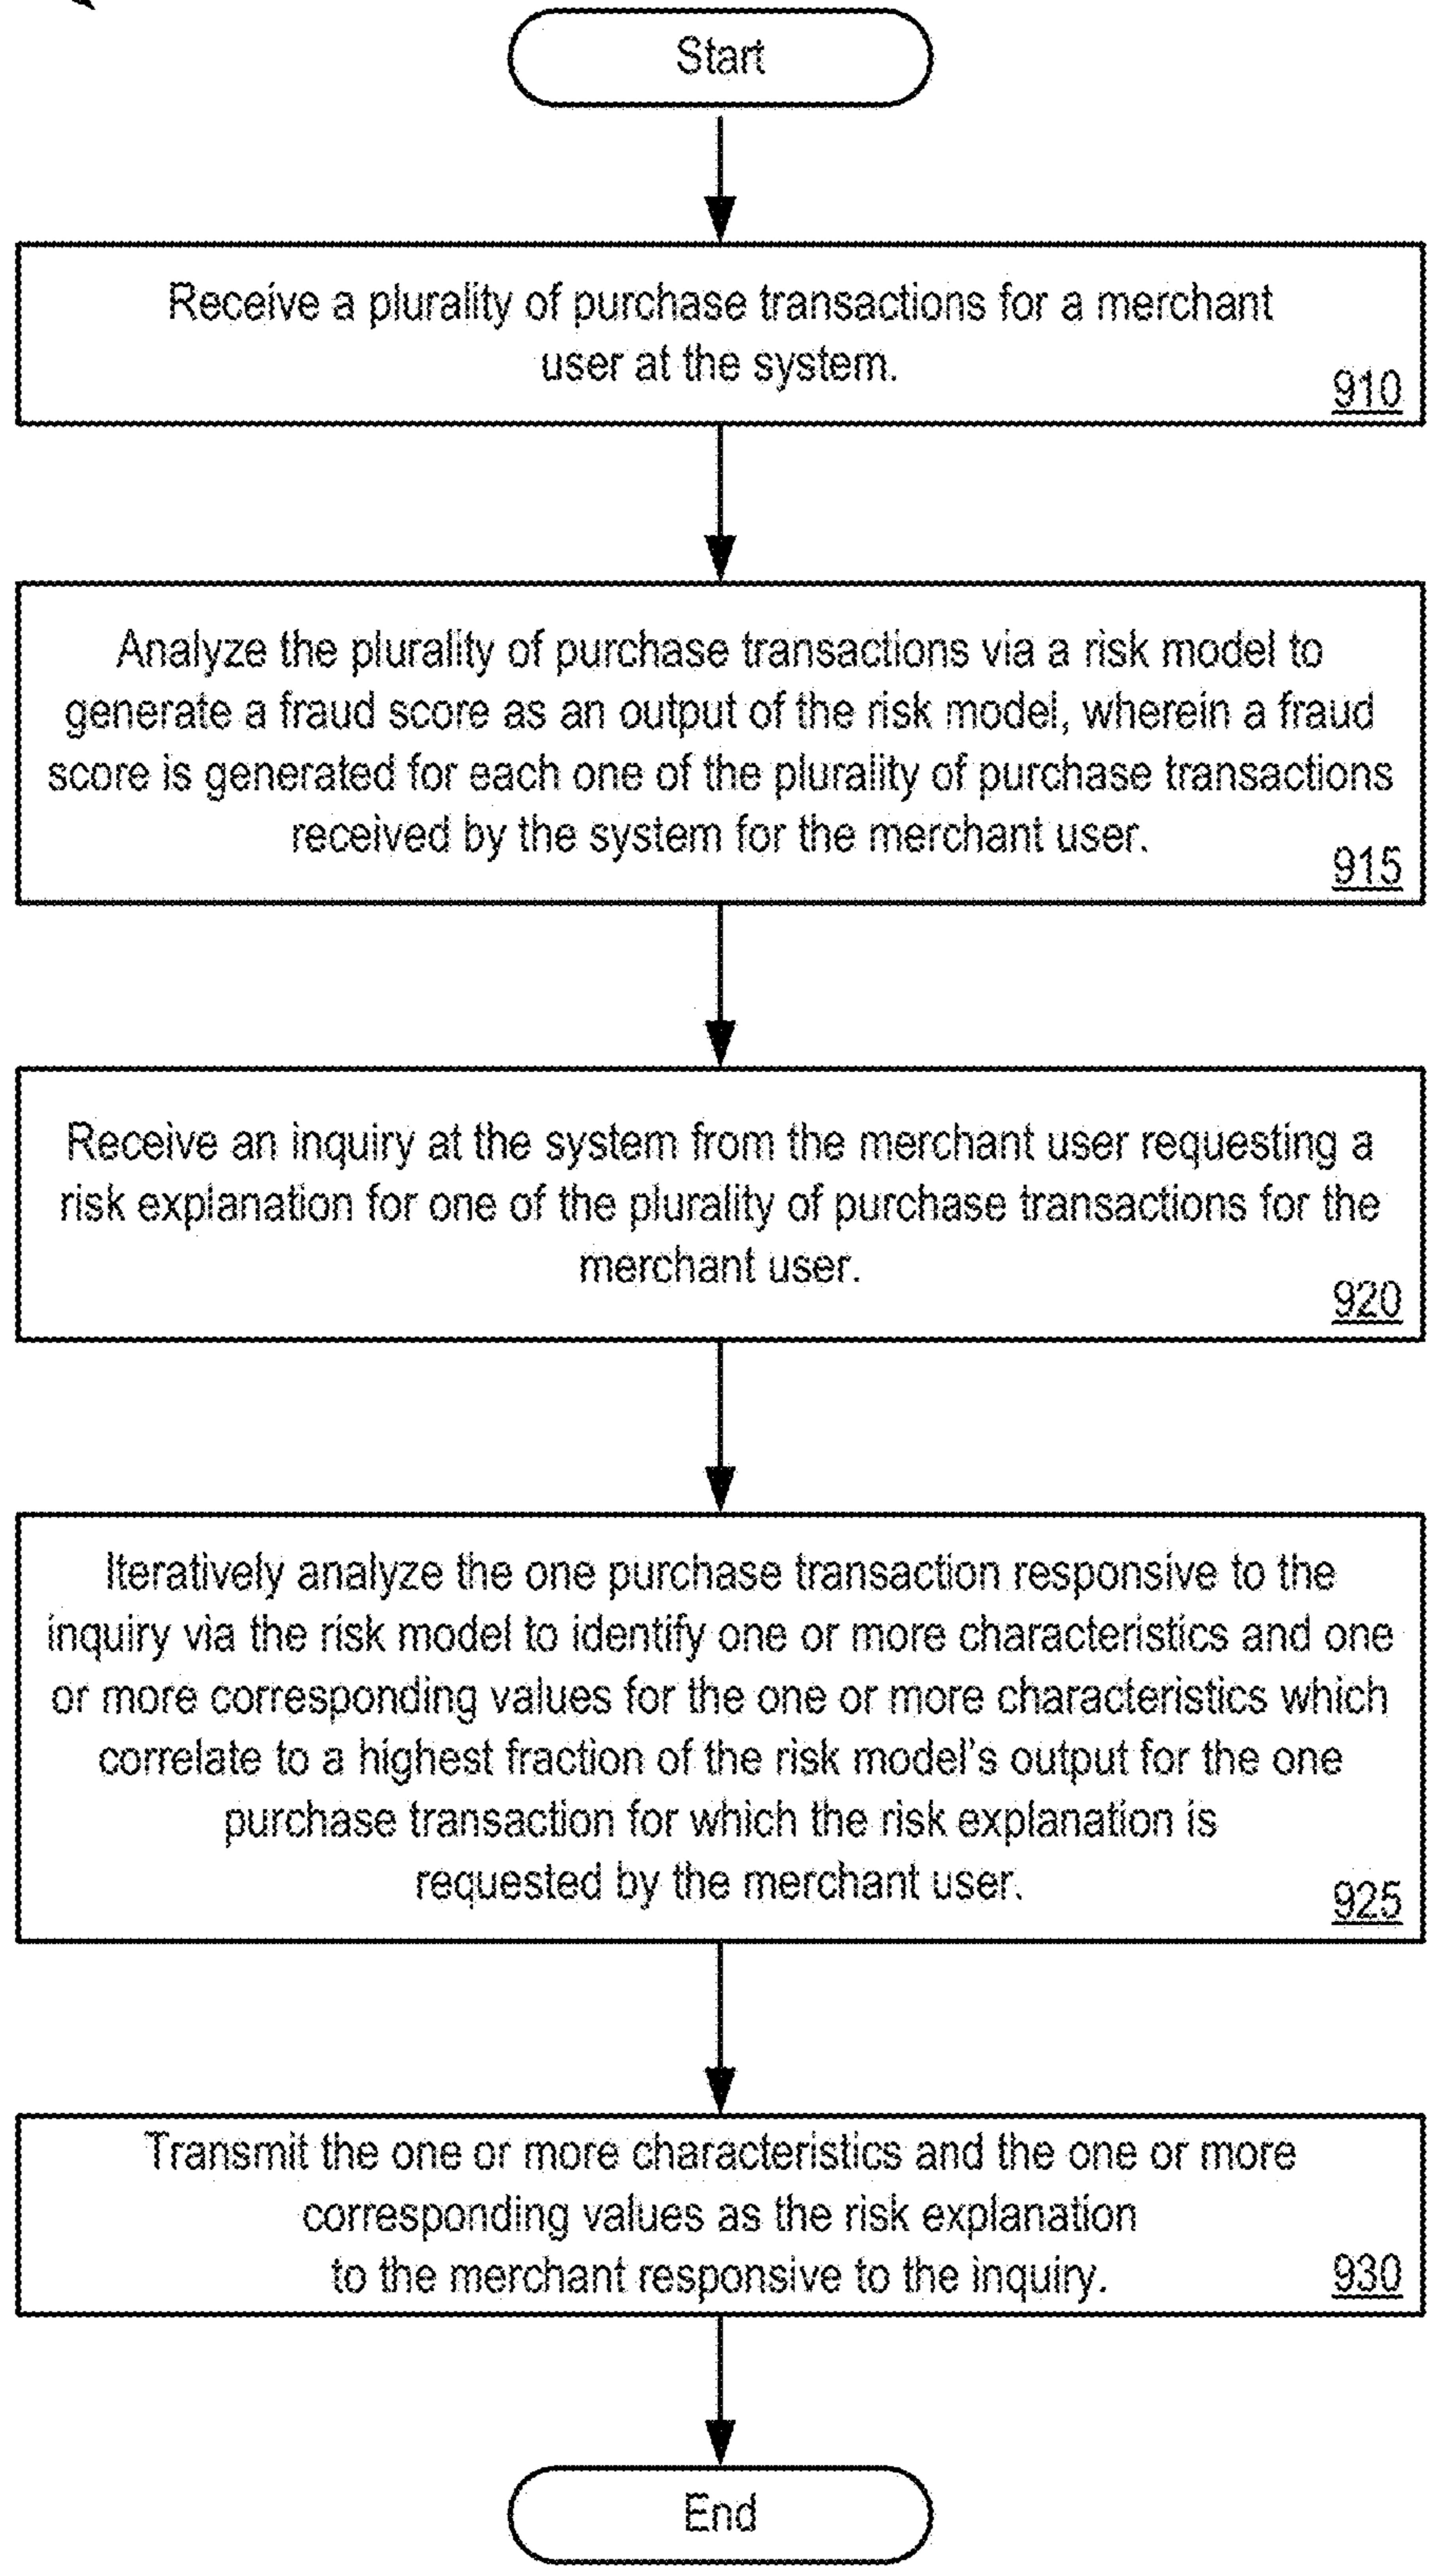 Start
Receive a plurality of purchase transactions for a merchant
user at the system.
910
Analyze the plurality of purchase transactions via a risk model to
generate a fraud score as an output of the risk model, wherein a fraud
score is generated for each one of the plurality of purchase transactions
received by the system for the merchant user.
915
Receive an inquiry at the system from the merchant user requesting a
risk explanation for one of the plurality of purchase transactions for the
merchant user.
920
Iteratively analyze the one purchase transaction responsive to the
inquiry via the risk model to identify one or more characteristics and one
or more corresponding values for the one or more characteristics which
correlate to a highest fraction of the risk model's output for the one
purchase transaction for which the risk explanation is
requested by the merchant user.
925
Transmit the one or more characteristics and the one or more
corresponding values as the risk explanation
to the merchant responsive to the inquiry.
930
End